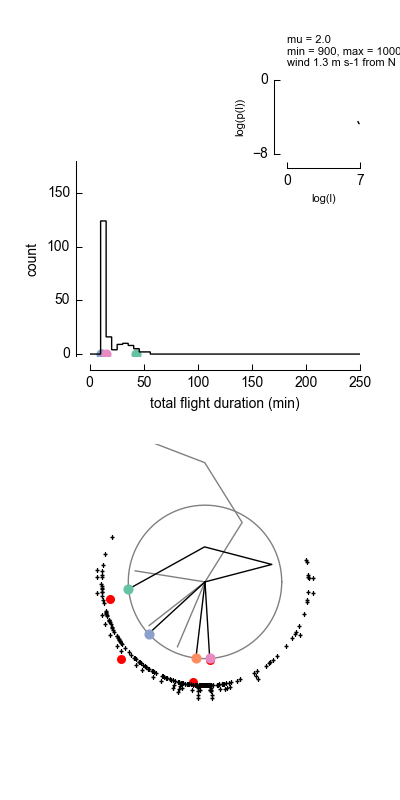 mu = 2.0
min = 900, max = 1000
wind 1.3 m s-1 from N
0
log(p(l))
−8
0
7
log(l)
150
100
50
0
count
0
50
100
150
200
250
total flight duration (min)